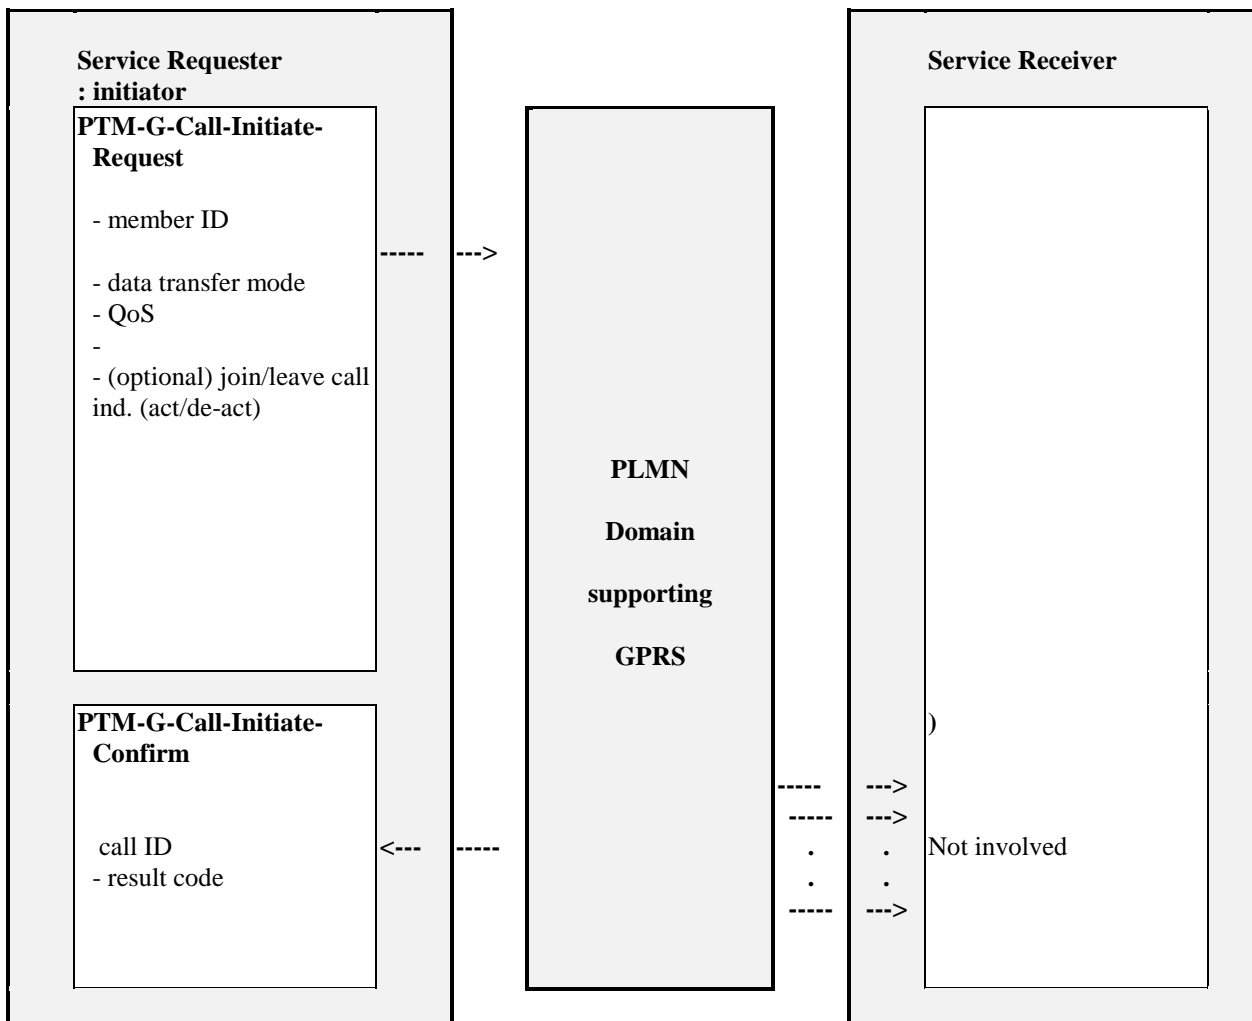 Service Requester
: initiator
PTM-G-Call-Initiate-
Request
- member ID
----- --->
- data transfer mode
- QoS
-
- (optional) join/leave call
ind. (act/de-act)
PLMN
Domain
supporting
GPRS
PTM-G-Call-Initiate-
Confirm
call ID
- result code
<--- -----
Service Receiver
)
----- --->
----- --->
. .
Not involved
. .
----- --->